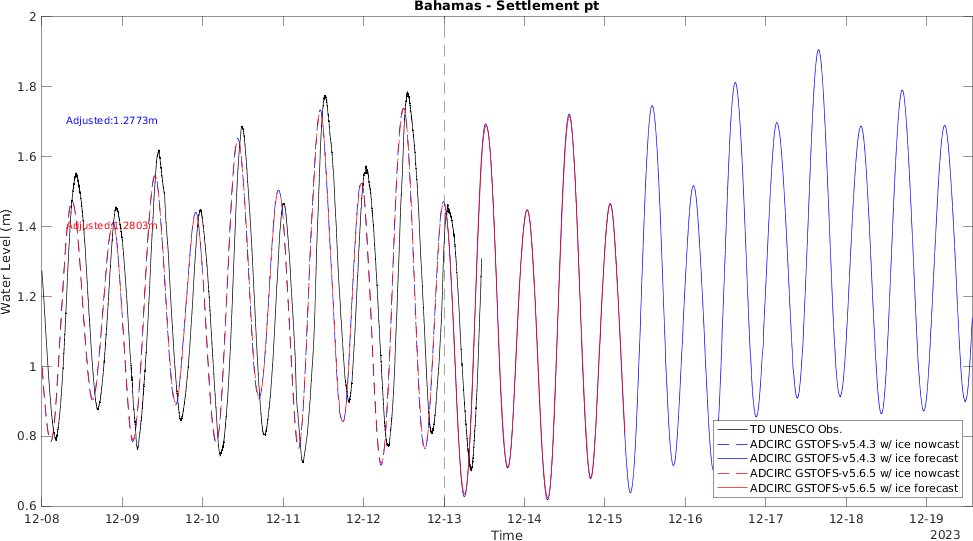 Bahamas - Settlement pt
2
1.8
1.6
1.4
1.2
1
0.8
0.6
Water Level (m)
Adjusted:1.2773m
Adjusted:1.2803m
TD UNESCO Obs.
ADCIRC GSTOFS-v5.4.3 w/ ice nowcast
ADCIRC GSTOFS-v5.4.3 w/ ice forecast
ADCIRC GSTOFS-v5.6.5 w/ ice nowcast
ADCIRC GSTOFS-v5.6.5 w/ ice forecast
12-08 12-09 12-10 12-11 12-12 12-13 12-14 12-15 12-16 12-17 12-18 12-19
Time
2023